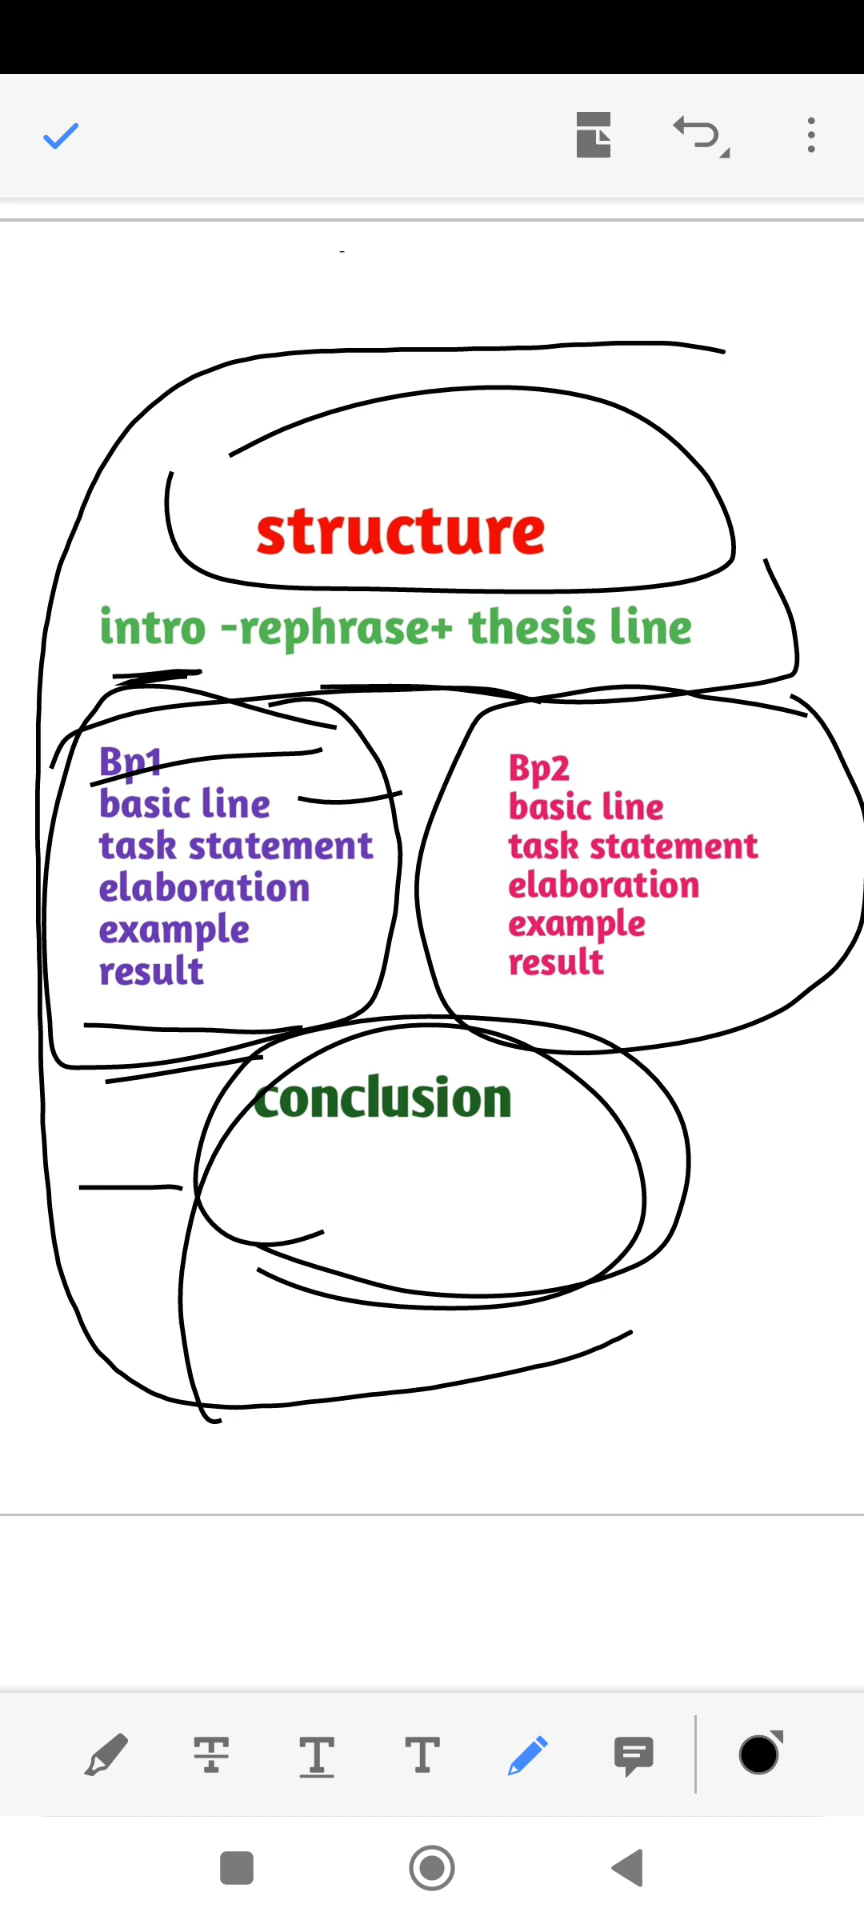 structure
intro -rephrase+ thesis line
Bp1
basic line
task statement
elaboration
example
result
Bp2
basic line
task statement
elaboration
example
result
conclusion